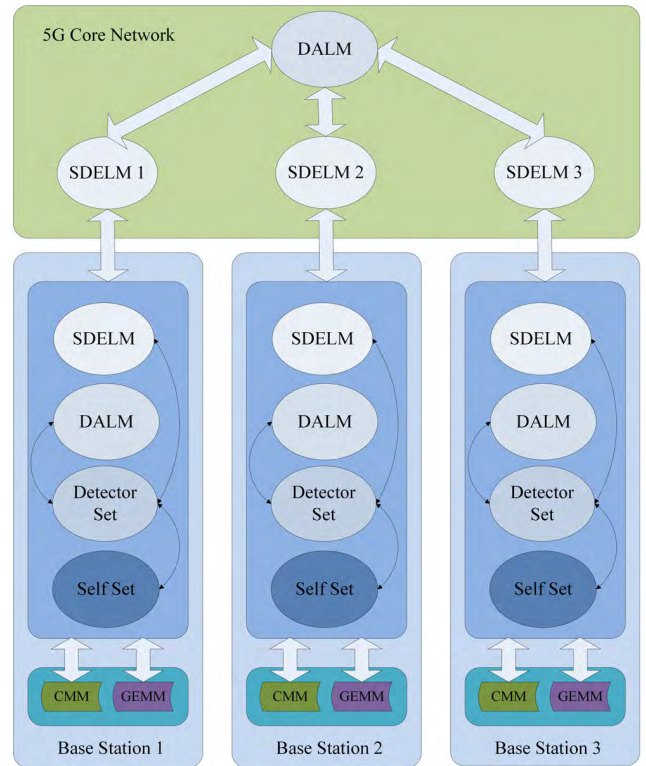 5G Core Network
DALM
SDELM 1
SDELM 2
SDELM 3
SDELM
DALM
Detector
Set
Self Set
CMM
GEMM
Base Station 1
SDELM
DALM
Detector
Set
Self Set
CMM
GEMM
Base Station 2
SDELM
DALM
Detector
Set
Self Set
CMM
GEMM
Base Station 3